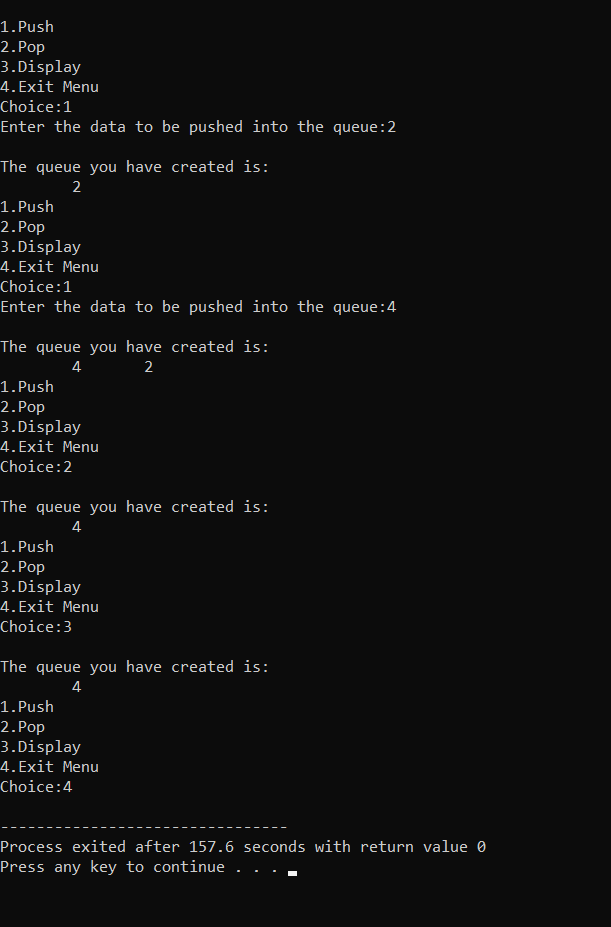 1.Push
2.Pop
3.Display
4.Exit Menu
Choice:1
Enter the data to be pushed into the queue:2
The queue you have created is:
2
1.Push
2.Pop
3.Display
4.Exit Menu
Choice:1
Enter the data to be pushed into the queue:4
The queue you have created is:
4 2
1.Push
2.Pop
3.Display
4.Exit Menu
Choice:2
The queue you have created is:
4
1.Push
2.Pop
3.Display
4.Exit Menu
Choice:3
The queue you have created is:
4
1.Push
2.Pop
3.Display
4.Exit Menu
Choice:4
--------------------------------
Process exited after 157.6 seconds with return value 0
Press any key to continue . . .